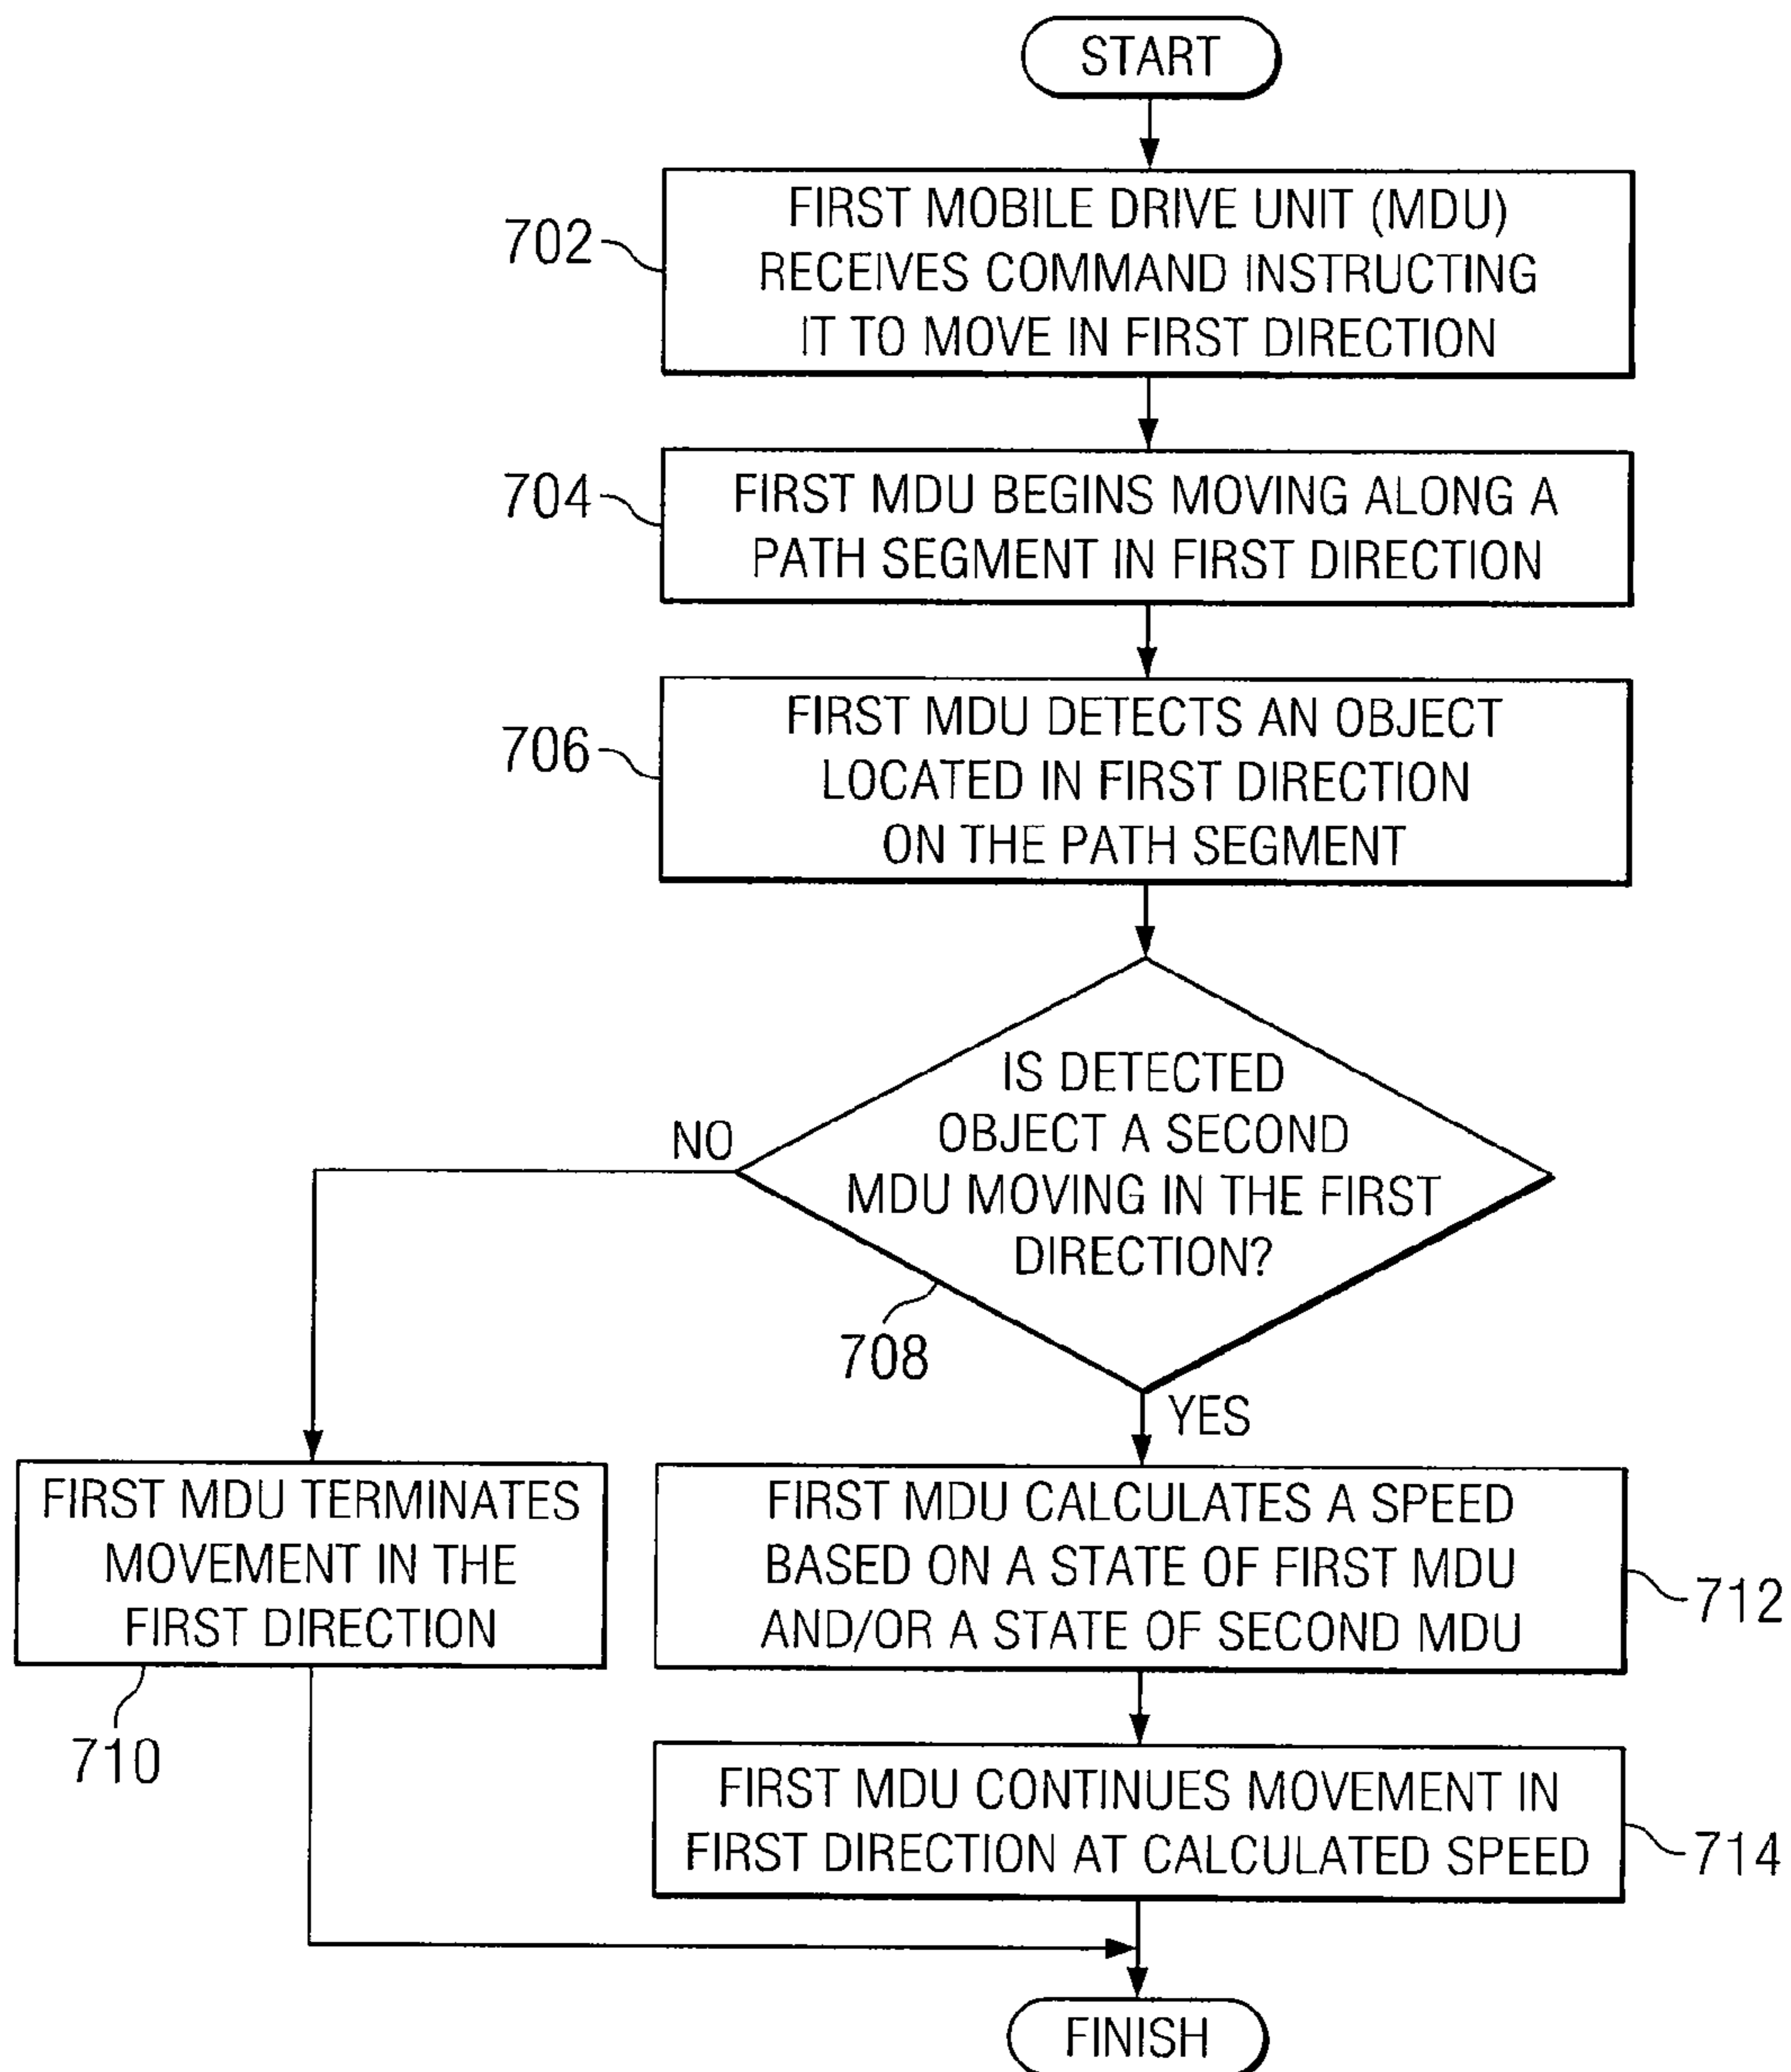 START
702
FIRST MOBILE DRIVE UNIT (MDU)
RECEIVES COMMAND INSTRUCTING
IT TO MOVE IN FIRST DIRECTION
704
FIRST MDU BEGINS MOVING ALONG A
PATH SEGMENT IN FIRST DIRECTION
706
FIRST MDU DETECTS AN OBJECT
LOCATED IN FIRST DIRECTION
ON THE PATH SEGMENT
IS DETECTED
OBJECT A SECOND
MDU MOVING IN THE FIRST
DIRECTION?
NO
708
YES
FIRST MDU TERMINATES
MOVEMENT IN THE
FIRST DIRECTION
710
FIRST MDU CALCULATES A SPEED
BASED ON A STATE OF FIRST MDU
AND/OR A STATE OF SECOND MDU
712
FIRST MDU CONTINUES MOVEMENT IN
FIRST DIRECTION AT CALCULATED SPEED
714
FINISH